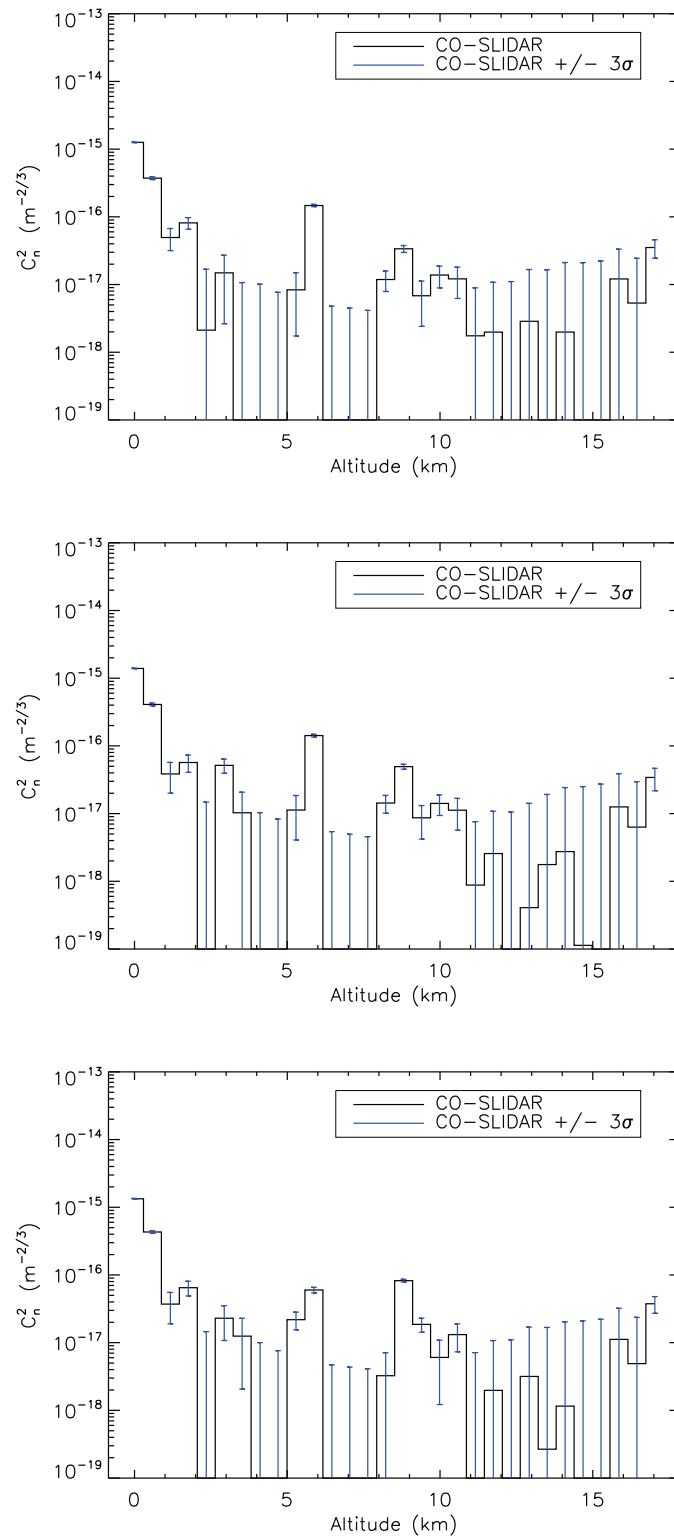 10⁻¹³
10⁻¹⁴
10⁻¹⁵
10⁻¹⁶
10⁻¹⁷
10⁻¹⁸
10⁻¹⁹
C²ₙ (m⁻²/³)
CO−SLIDAR
CO−SLIDAR +/− 3σ
0 5 10 15
Altitude (km)
10⁻¹³
10⁻¹⁴
10⁻¹⁵
10⁻¹⁶
10⁻¹⁷
10⁻¹⁸
10⁻¹⁹
C²ₙ (m⁻²/³)
CO−SLIDAR
CO−SLIDAR +/− 3σ
0 5 10 15
Altitude (km)
10⁻¹³
10⁻¹⁴
10⁻¹⁵
10⁻¹⁶
10⁻¹⁷
10⁻¹⁸
10⁻¹⁹
C²ₙ (m⁻²/³)
CO−SLIDAR
CO−SLIDAR +/− 3σ
0 5 10 15
Altitude (km)